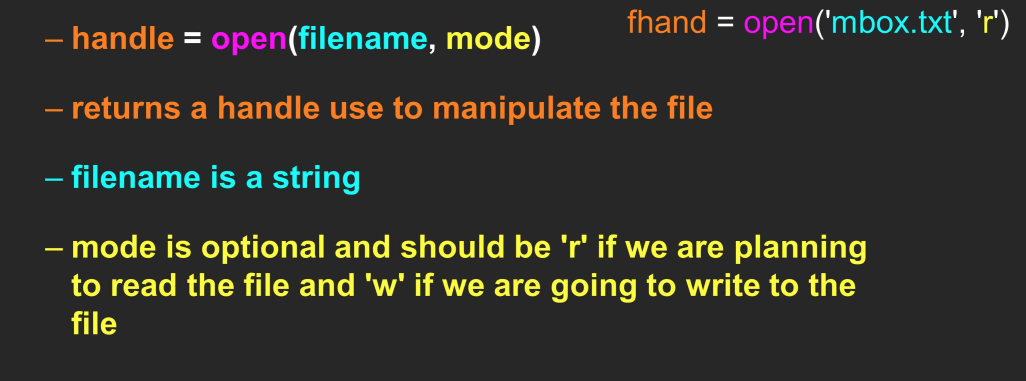 fhand = open('mbox.txt', 'r')
– handle = open(filename, mode)
– returns a handle use to manipulate the file
– filename is a string
– mode is optional and should be 'r' if we are planning
to read the file and 'w' if we are going to write to the
file